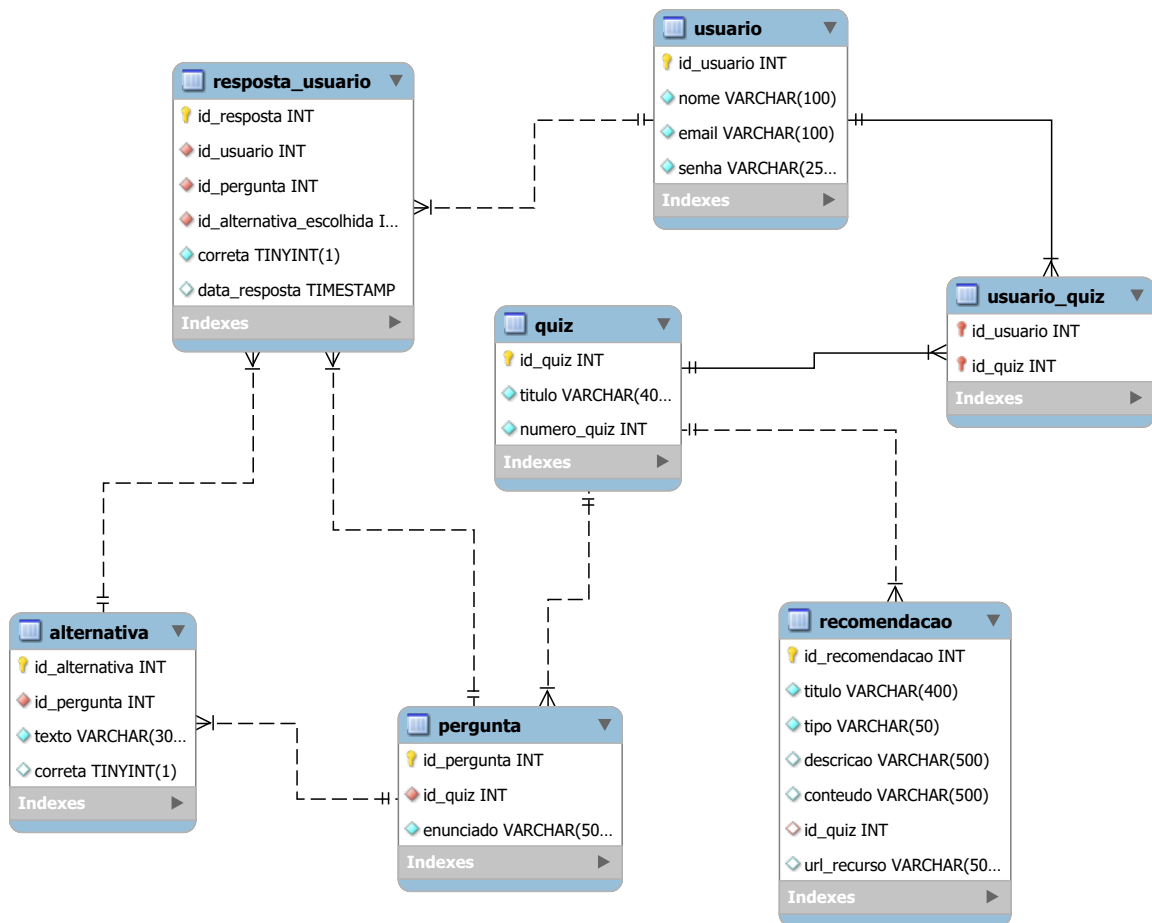 usuario
id_usuario INT
nome VARCHAR(100)
email VARCHAR(100)
senha VARCHAR(25...
Indexes
resposta_usuario
id_resposta INT
id_usuario INT
id_pergunta INT
id_alternativa_escolhida I...
correta TINYINT(1)
data_resposta TIMESTAMP
Indexes
usuario_quiz
id_usuario INT
id_quiz INT
Indexes
quiz
id_quiz INT
titulo VARCHAR(40...
numero_quiz INT
Indexes
alternativa
id_alternativa INT
id_pergunta INT
texto VARCHAR(30...
correta TINYINT(1)
Indexes
pergunta
id_pergunta INT
id_quiz INT
enunciado VARCHAR(50...
Indexes
recomendacao
id_recomendacao INT
titulo VARCHAR(400)
tipo VARCHAR(50)
descricao VARCHAR(500)
conteudo VARCHAR(500)
id_quiz INT
url_recurso VARCHAR(50...
Indexes